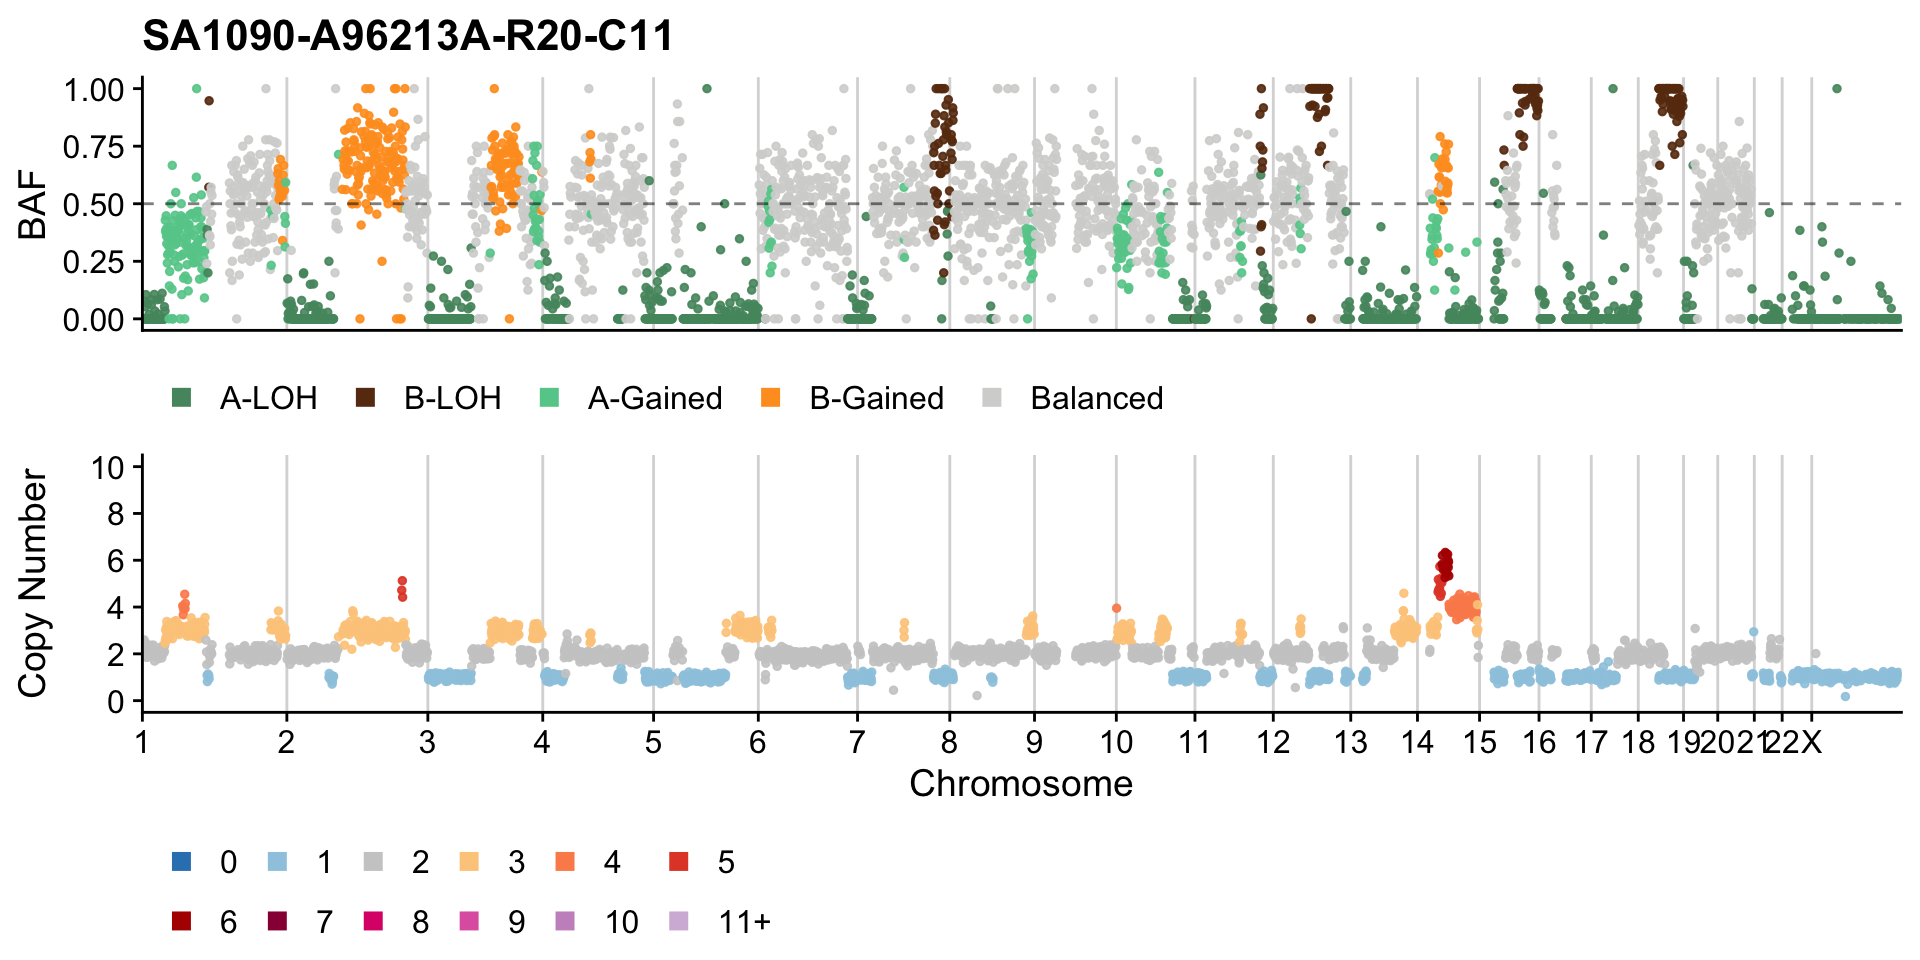 SA1090-A96213A-R20-C11
BAF
1.00
0.75
0.50
0.25
0.00
A-LOH B-LOH A-Gained B-Gained Balanced
Copy Number
10
8
6
4
2
0
1 2 3 4 5 6 7 8 9 10 11 12 13 14 15 16 17 18 19 20 21 22 X
Chromosome
0 1 2 3 4 5
6 7 8 9 10 11+